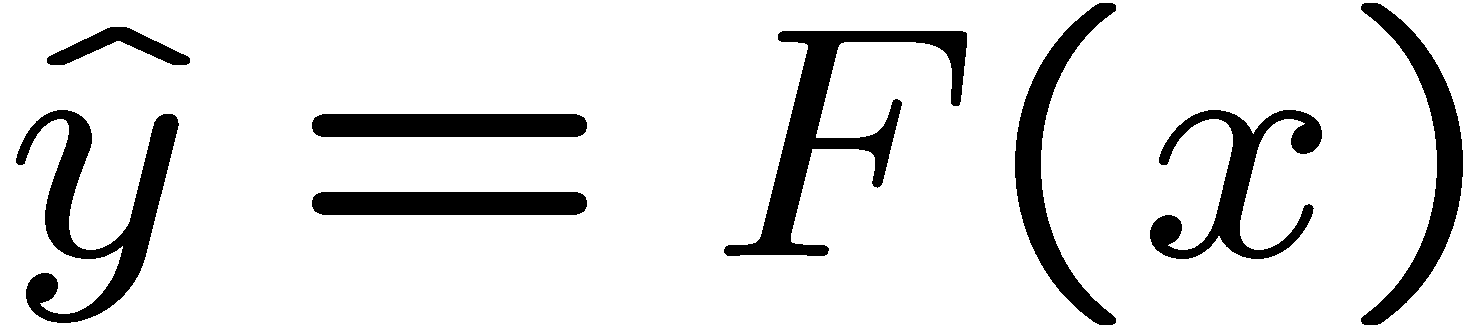 ŷ = F(x)